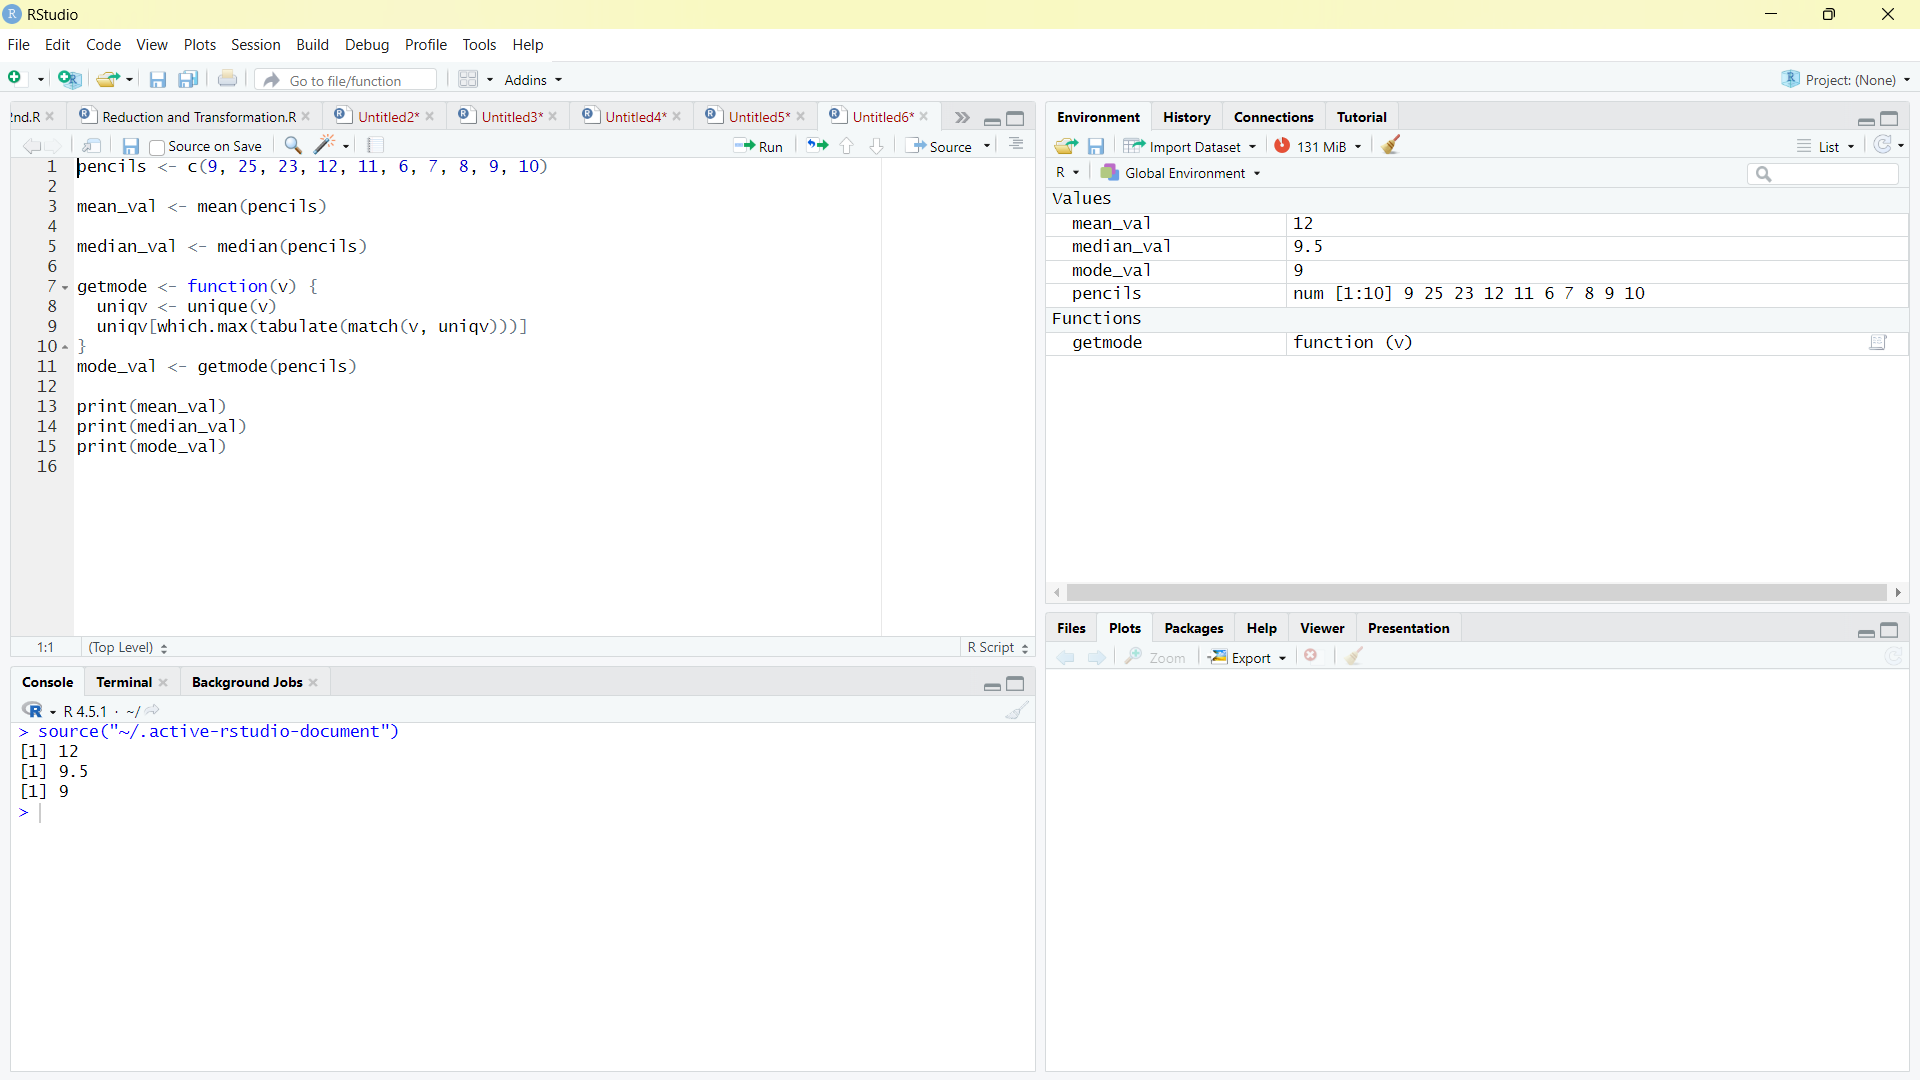 RStudio
File Edit Code View Plots Session Build Debug Profile Tools Help
Go to file/function Addins Project: (None)
2nd.R Reduction and Transformation.R Untitled2* Untitled3* Untitled4* Untitled5* Untitled6*
Source on Save Run Source
1 pencils <- c(9, 25, 23, 12, 11, 6, 7, 8, 9, 10)
2
3 mean_val <- mean(pencils)
4
5 median_val <- median(pencils)
6
7 getmode <- function(v) {
8   uniqv <- unique(v)
9   uniqv[which.max(tabulate(match(v, uniqv)))]
10 }
11 mode_val <- getmode(pencils)
12
13 print(mean_val)
14 print(median_val)
15 print(mode_val)
16
1:1 (Top Level) R Script
Console Terminal Background Jobs
R 4.5.1 · ~/
> source("~/.active-rstudio-document")
[1] 12
[1] 9.5
[1] 9
>
Environment History Connections Tutorial
Import Dataset 131 MiB List
R Global Environment
Values
mean_val 12
median_val 9.5
mode_val 9
pencils num [1:10] 9 25 23 12 11 6 7 8 9 10
Functions
getmode function (v)
Files Plots Packages Help Viewer Presentation
Zoom Export